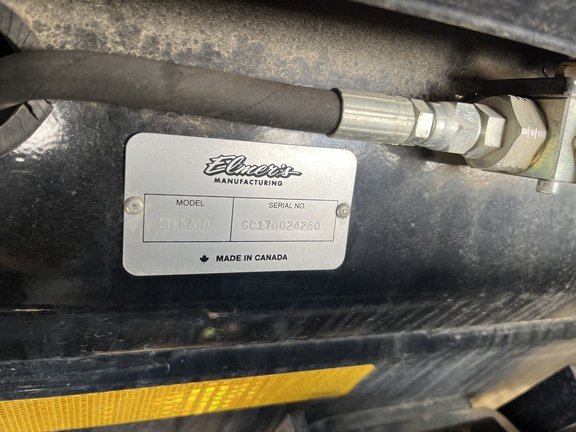 Elmer's
MANUFACTURING
MODEL
SERIAL NO.
GC170024260
MADE IN CANADA